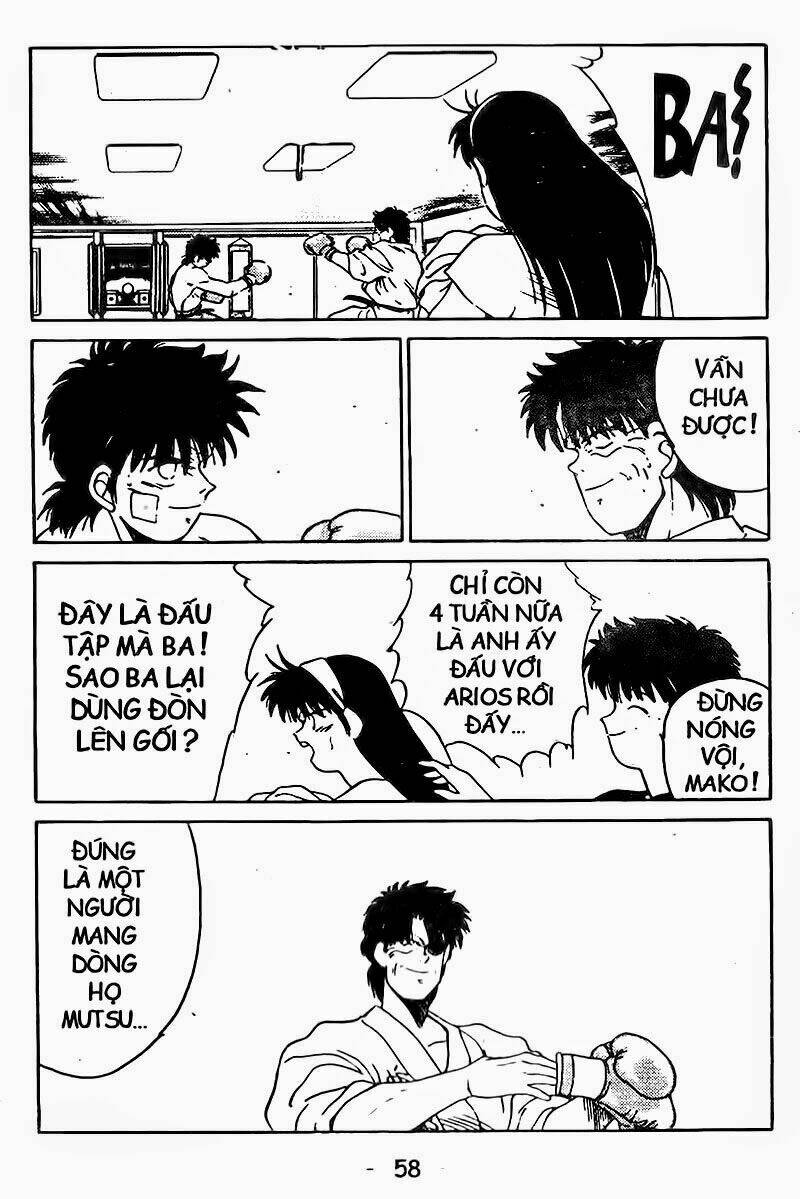 BA!
VẪN
CHƯA
ĐƯỢC!
ĐÂY LÀ ĐẤU
TẬP MÀ BA!
SAO BA LẠI
DÙNG ĐÒN
LÊN GỐI?
CHỈ CÒN
4 TUẦN NỮA
LÀ ANH ẤY
ĐẤU VỚI
ARIOS RỒI
ĐẤY...
ĐỪNG
NÓNG
VỘI,
MAKO!
ĐÚNG
LÀ MỘT
NGƯỜI
MANG
DÒNG
HỌ
MUTSU...
- 58